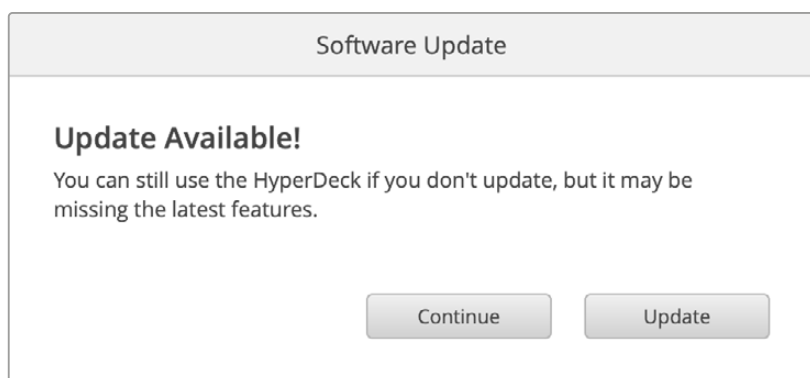 Software Update
Update Available!
You can still use the HyperDeck if you don't update, but it may be
missing the latest features.
Continue
Update